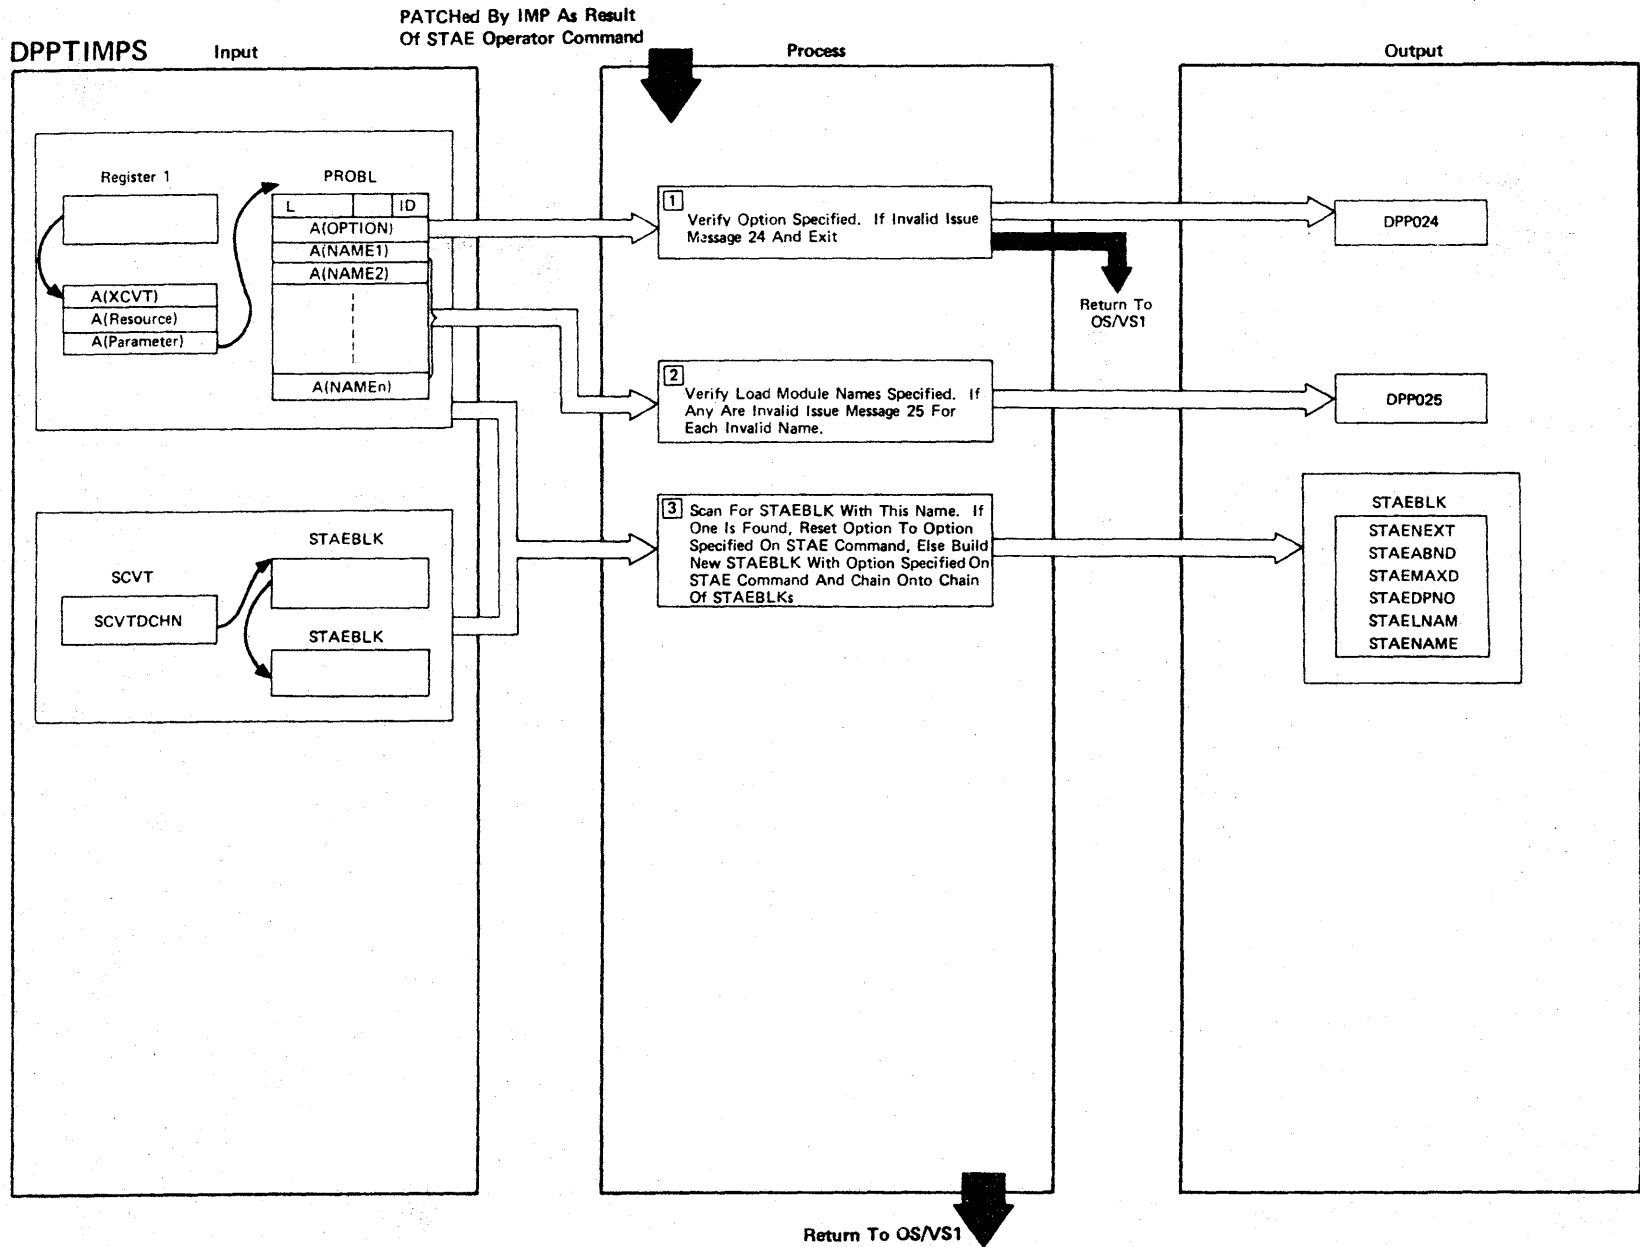 PATCHed By IMP As Result
Of STAE Operator Command
DPPTIMPS
Input
Process
Output
Register 1
A(XCVT)
A(Resource)
A(Parameter)
PROBL
L ID
A(OPTION)
A(NAME1)
A(NAME2)
A(NAMEn)
1
Verify Option Specified. If Invalid Issue
Message 24 And Exit
DPP024
Return To
OS/VS1
2
Verify Load Module Names Specified. If
Any Are Invalid Issue Message 25 For
Each Invalid Name.
DPP025
SCVT
SCVTDCHN
STAEBLK
STAEBLK
3
Scan For STAEBLK With This Name. If
One Is Found, Reset Option To Option
Specified On STAE Command, Else Build
New STAEBLK With Option Specified On
STAE Command And Chain Onto Chain
Of STAEBLKs
STAEBLK
STAENEXT
STAEABND
STAEMAXD
STAEDPNO
STAELNAM
STAENAME
Return To OS/VS1